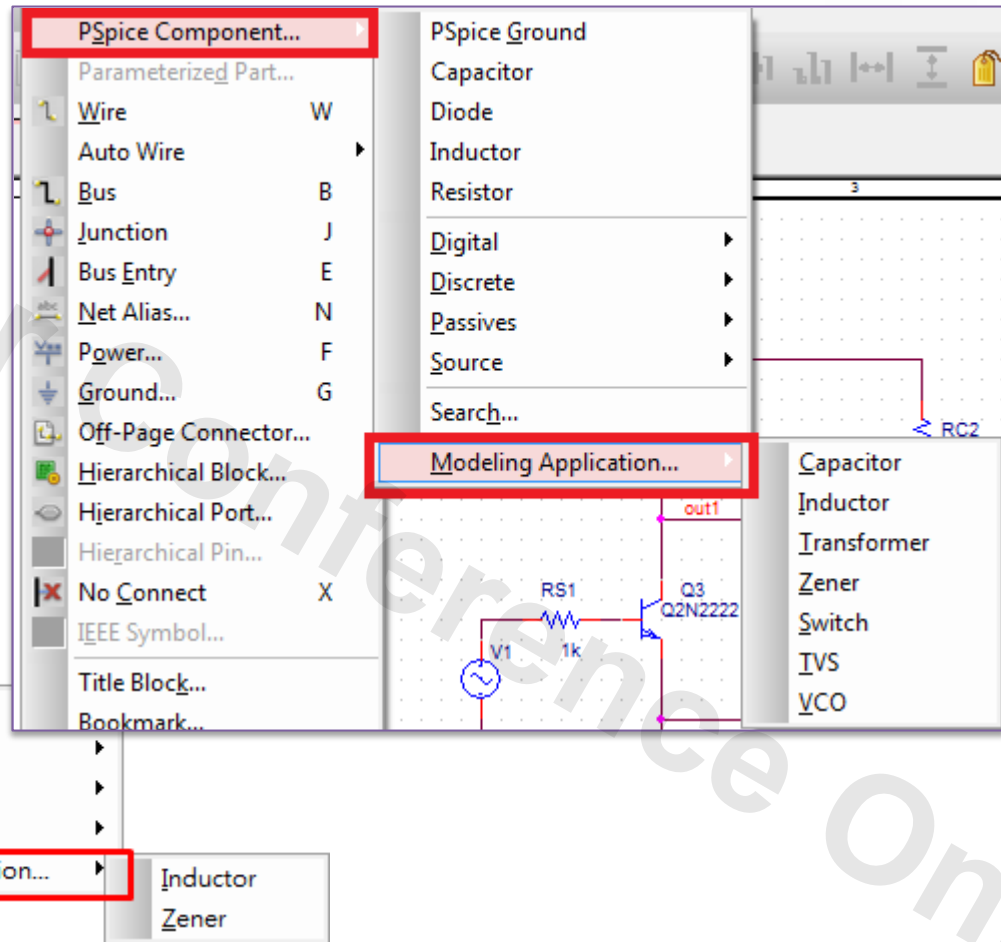 PSpice Component...
Parameterized Part...
Wire W
Auto Wire
Bus B
Junction J
Bus Entry E
Net Alias... N
Power... F
Ground... G
Off-Page Connector...
Hierarchical Block...
Hierarchical Port...
Hierarchical Pin...
No Connect X
IEEE Symbol...
Title Block...
Bookmark...
PSpice Ground
Capacitor
Diode
Inductor
Resistor
Digital
Discrete
Passives
Source
Search...
Modeling Application...
Capacitor
Inductor
Transformer
Zener
Switch
TVS
VCO
3
RC2
out1
RS1
1k
V1
Q3
Q2N2222
ion...
Inductor
Zener
Conference On